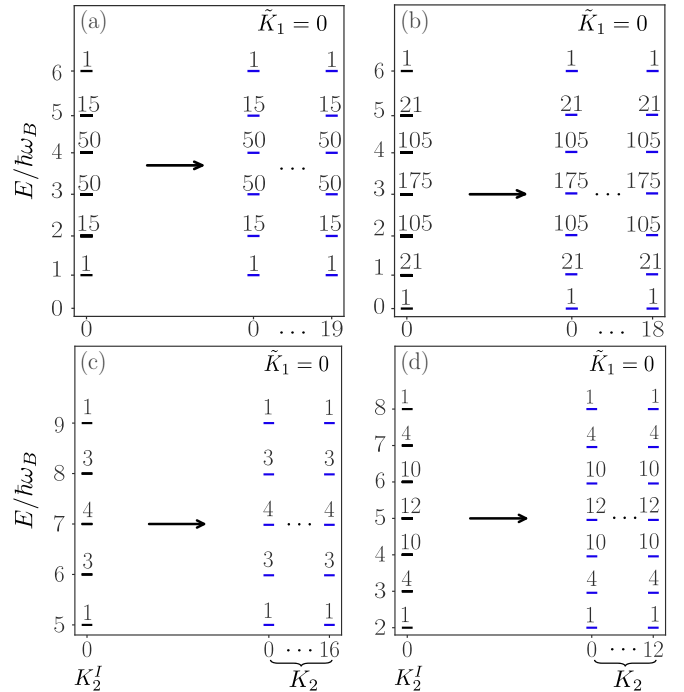 (a) K̃₁ = 0
1 1 1
6
15 15 15
5
50 50 50
4
50 ... 50 50
3
15 15 15
2
1 1 1
1
0
0 0 ... 19
E/ħω_B
(b) K̃₁ = 0
1 1 1
6
21 21 21
5
105 105 105
4
175 175 ... 175
3
105 105 105
2
21 21 21
1
1 1 1
0
0 0 ... 18
(c) K̃₁ = 0
1 1 1
9
3 3 3
8
4 4 ... 4
7
3 3 3
6
1 1 1
5
0 0 ... 16
E/ħω_B
K₂ᴵ K₂
(d) K̃₁ = 0
1 1 1
8
4 4 4
7
10 10 10
6
12 12 ... 12
5
10 10 10
4
4 4 4
3
1 1 1
2
0 0 ... 12
K₂ᴵ K₂